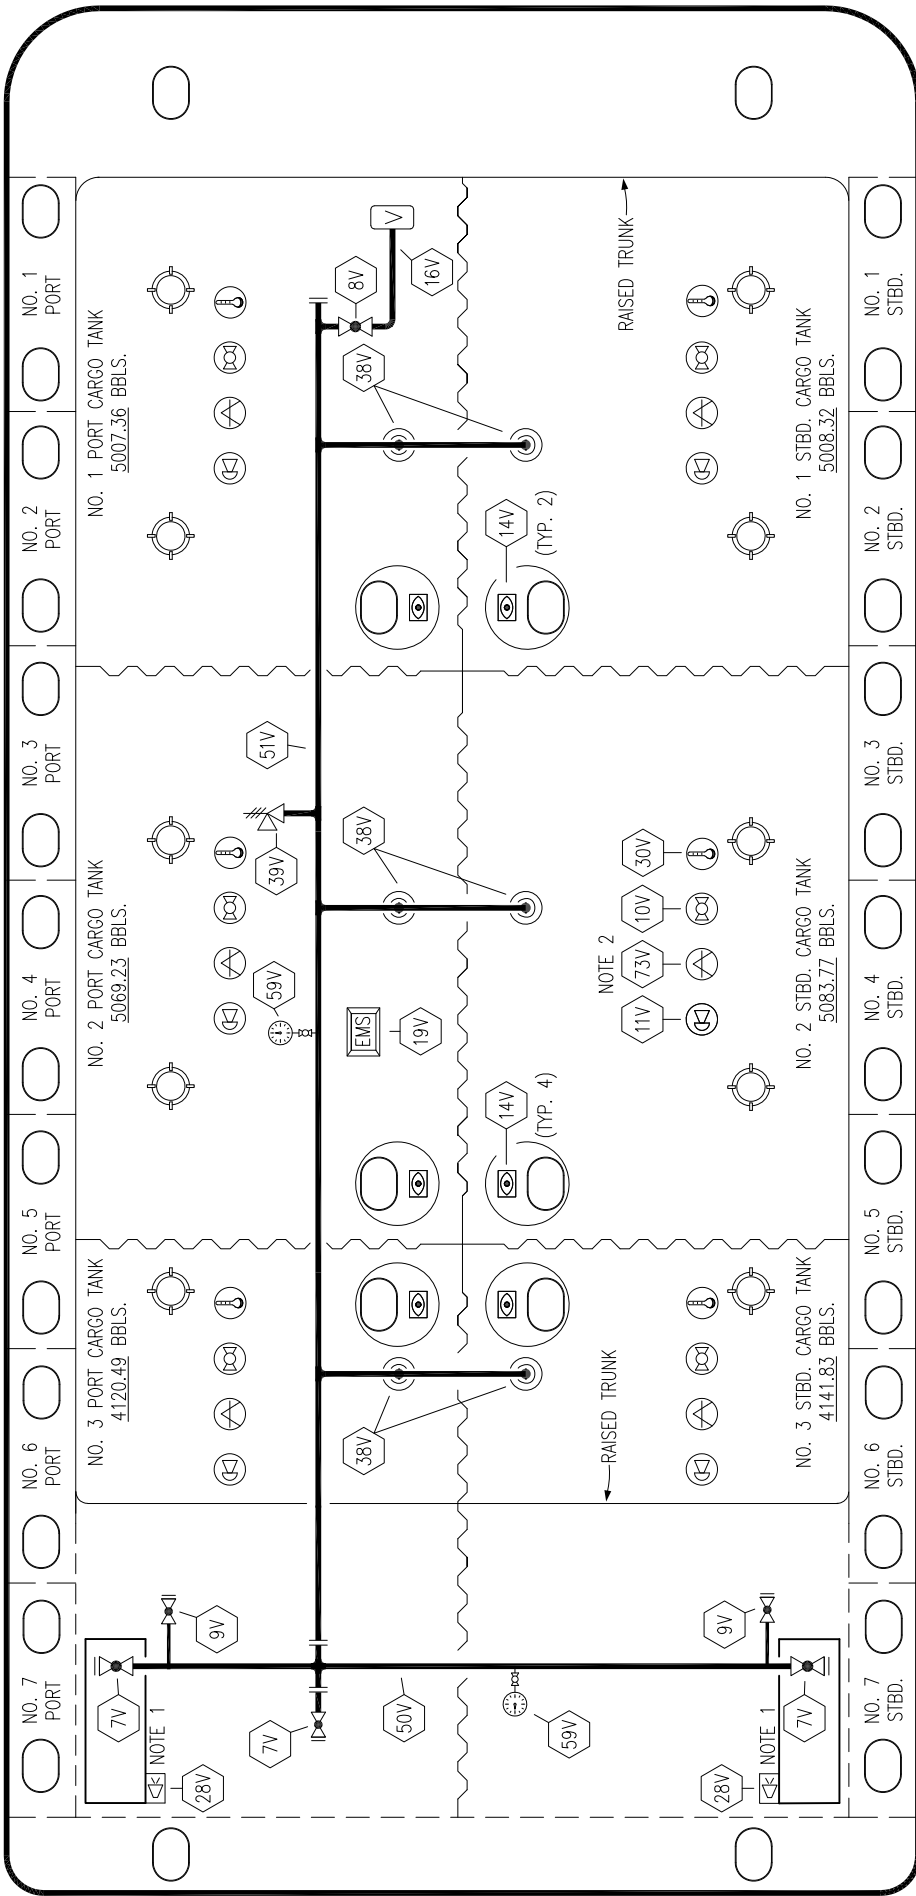 NO. 7
PORT
NO. 6
PORT
NO. 5
PORT
NO. 4
PORT
NO. 3
PORT
NO. 2
PORT
NO. 1
PORT
NO. 3 PORT CARGO TANK
4120.49 BBLS.
NO. 2 PORT CARGO TANK
5069.23 BBLS.
NO. 1 PORT CARGO TANK
5007.36 BBLS.
7V
NOTE 1
28V
9V
7V
50V
59V
38V
59V
EMS
19V
39V
38V
51V
38V
8V
16V
V
14V
(TYP. 4)
14V
(TYP. 2)
RAISED TRUNK
RAISED TRUNK
NOTE 2
11V
73V
10V
30V
9V
7V
28V
NOTE 1
NO. 3 STBD. CARGO TANK
4141.83 BBLS.
NO. 2 STBD. CARGO TANK
5083.77 BBLS.
NO. 1 STBD. CARGO TANK
5008.32 BBLS.
NO. 7
STBD.
NO. 6
STBD.
NO. 5
STBD.
NO. 4
STBD.
NO. 3
STBD.
NO. 2
STBD.
NO. 1
STBD.